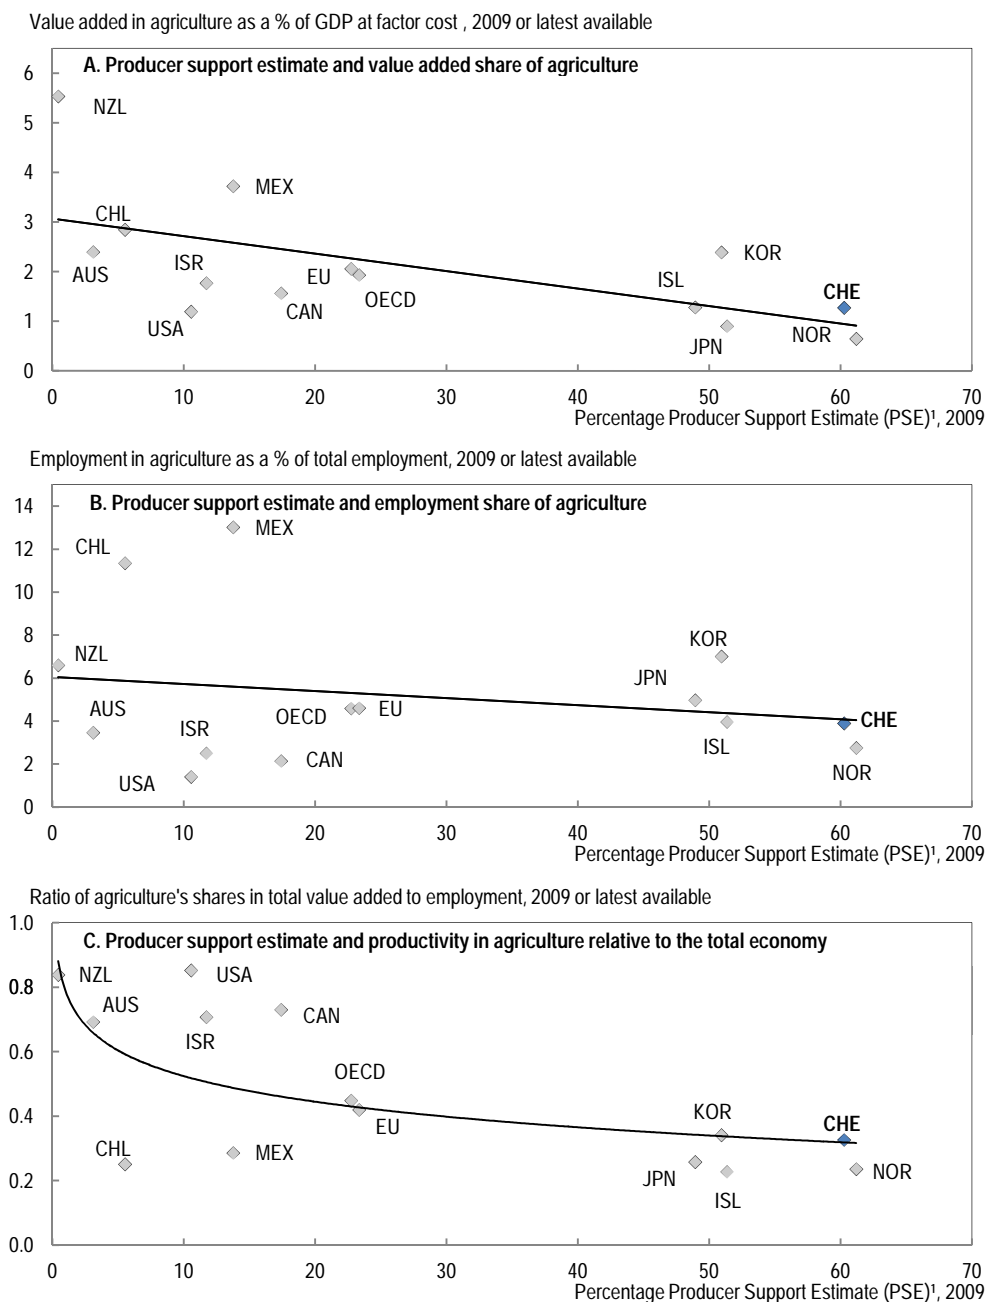 Value added in agriculture as a % of GDP at factor cost , 2009 or latest available
A. Producer support estimate and value added share of agriculture
6
NZL
5
4
MEX
3
CHL
KOR
AUS
ISR
EU
ISL
2
OECD
CHE
CAN
USA
1
NOR
JPN
0
0 10 20 30 40 50 60 70
Percentage Producer Support Estimate (PSE)¹, 2009
Employment in agriculture as a % of total employment, 2009 or latest available
B. Producer support estimate and employment share of agriculture
14
MEX
CHL
12
10
8
KOR
NZL
6
JPN
AUS
OECD
EU
CHE
4
ISR
ISL
CAN
NOR
2
USA
0
0 10 20 30 40 50 60 70
Percentage Producer Support Estimate (PSE)¹, 2009
Ratio of agriculture's shares in total value added to employment, 2009 or latest available
1.0
C. Producer support estimate and productivity in agriculture relative to the total economy
NZL
USA
0.8
AUS
CAN
ISR
0.6
OECD
0.4
EU
KOR
CHE
CHL
MEX
0.2
JPN
NOR
ISL
0.0
0 10 20 30 40 50 60 70
Percentage Producer Support Estimate (PSE)¹, 2009